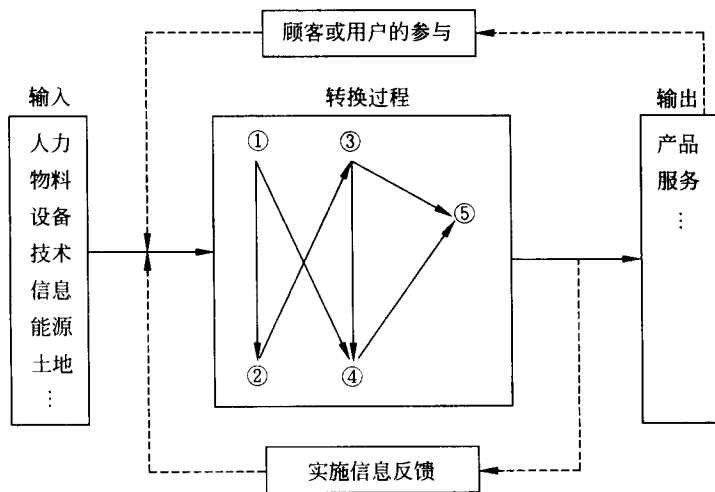 顾客或用户的参与
输入
转换过程
输出
人力
物料
设备
技术
信息
能源
土地
⋮
①
③
⑤
②
④
产品
服务
⋮
实施信息反馈